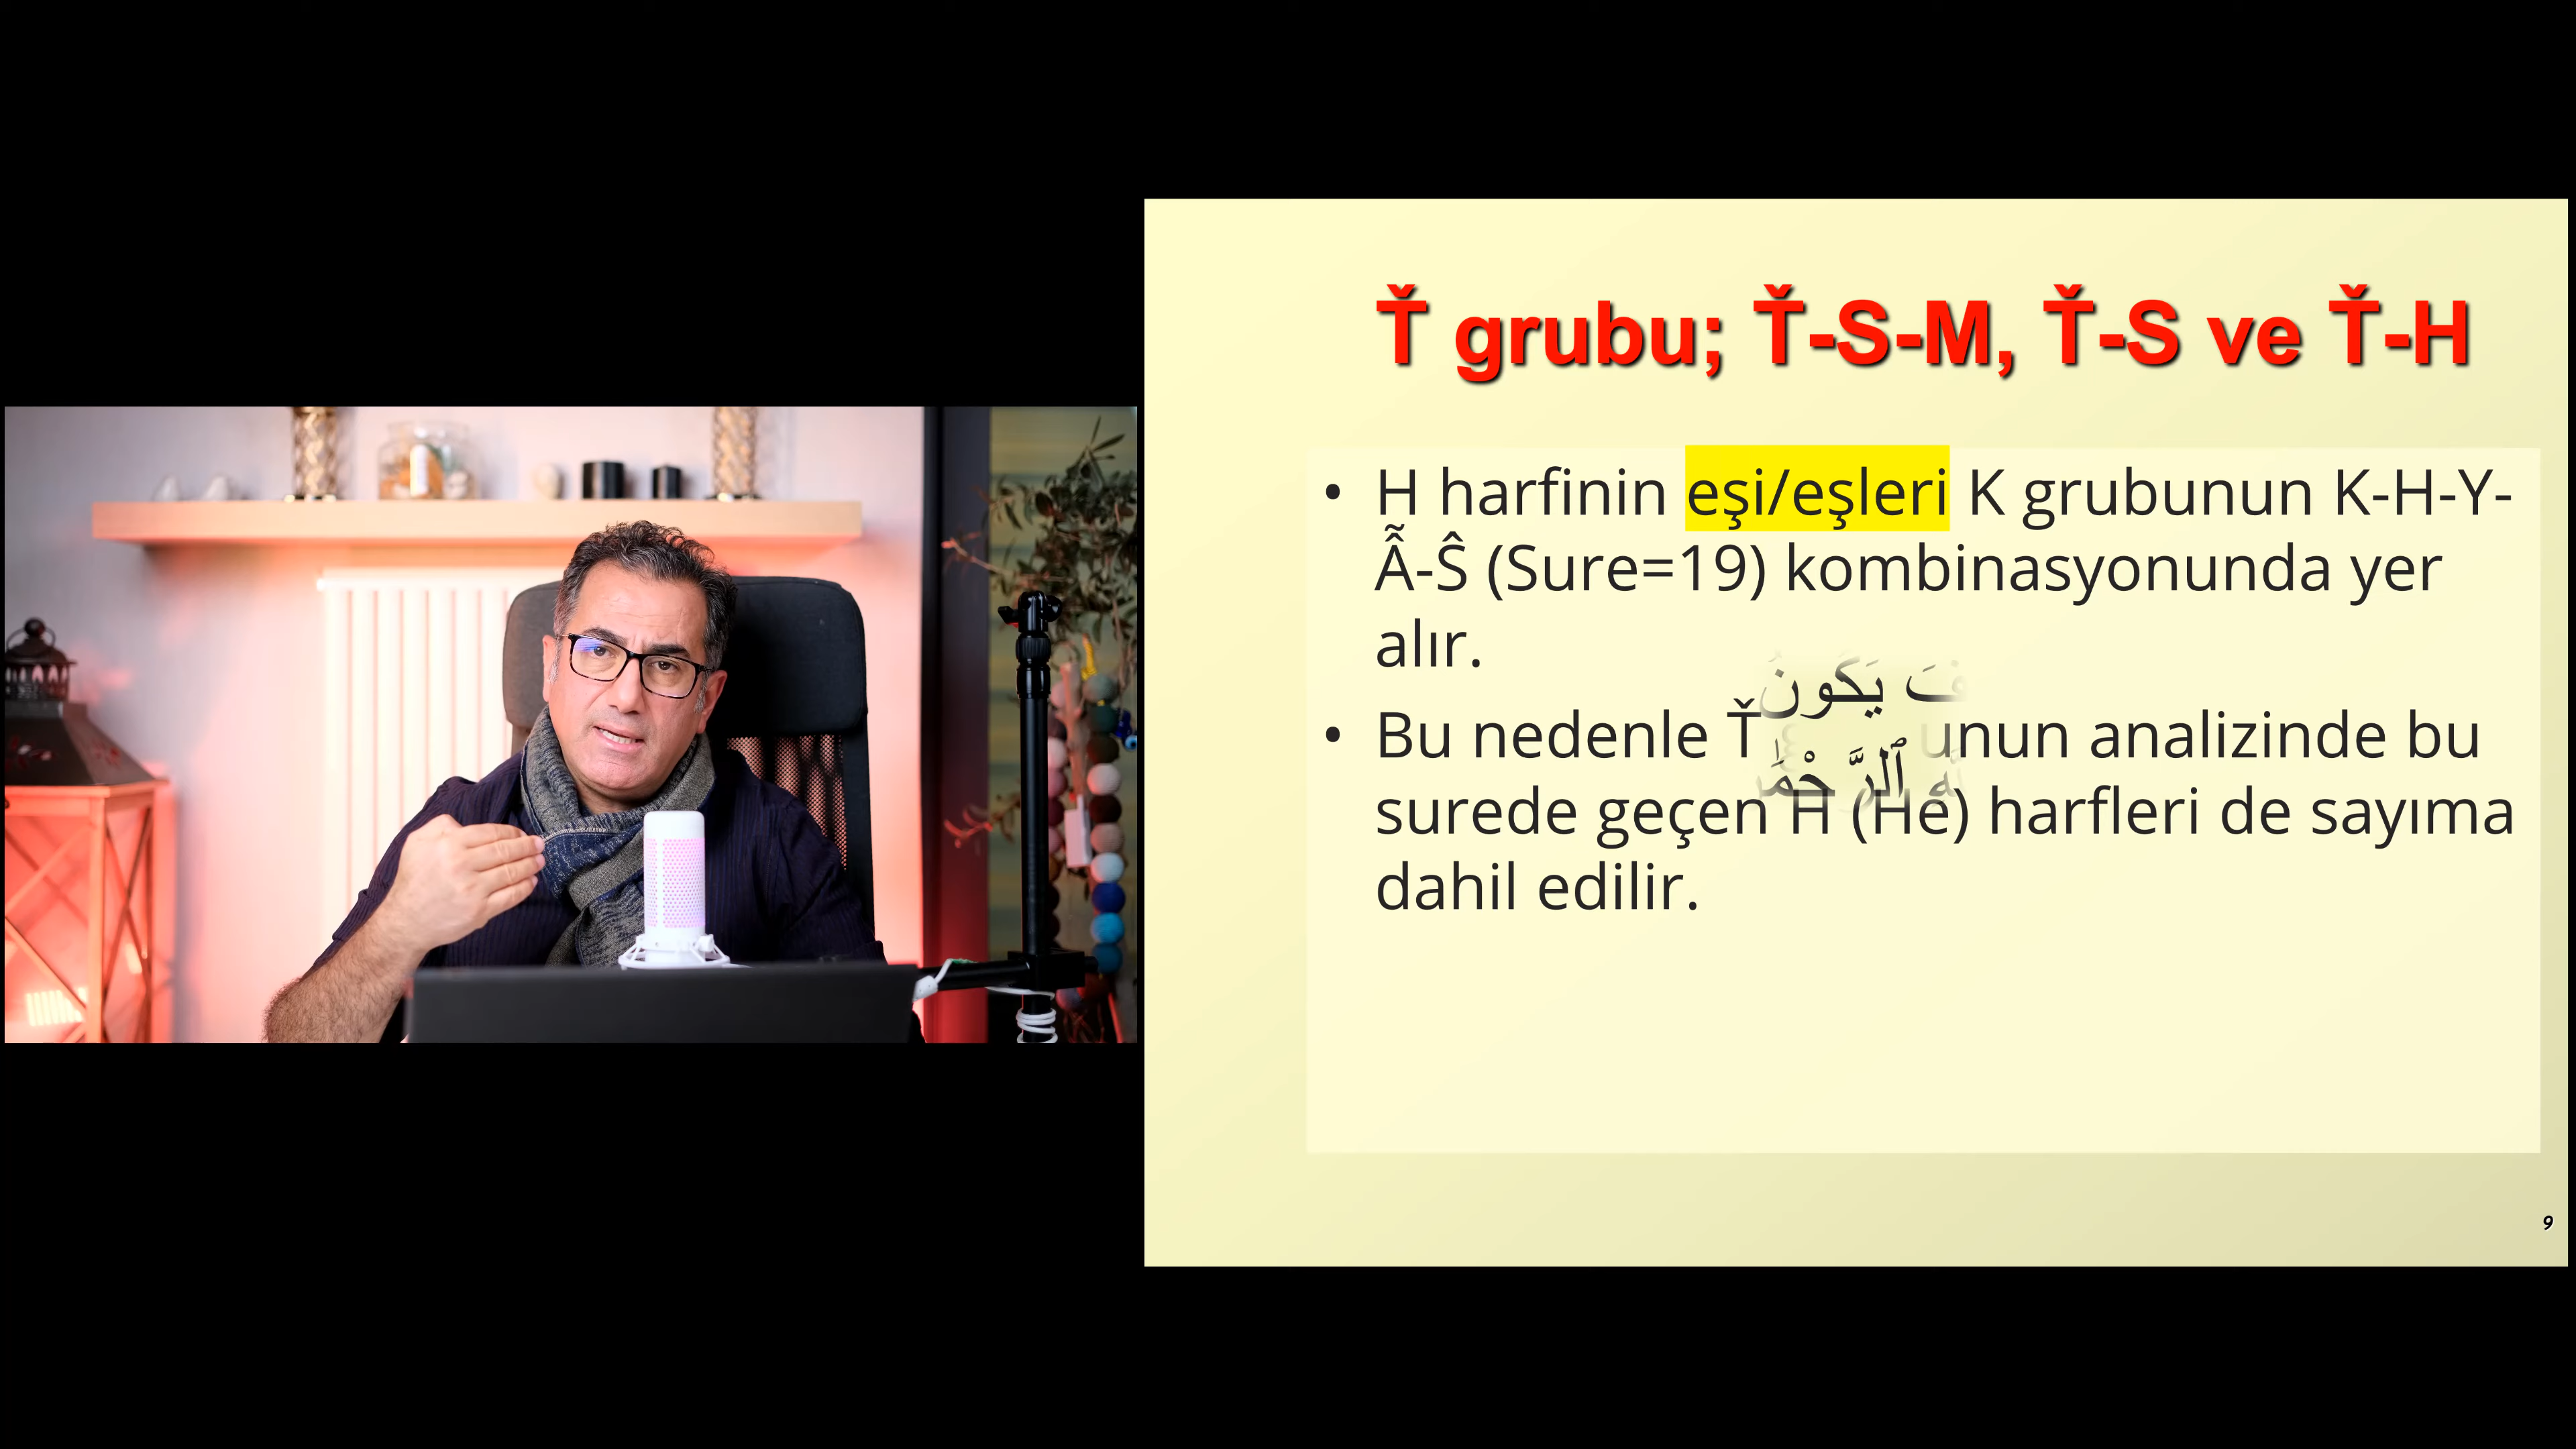 Ť grubu; Ť-S-M, Ť-S ve Ť-H
• H harfinin eşi/eşleri K grubunun K-H-Y-
Ẫ-Ŝ (Sure=19) kombinasyonunda yer
alır.
يَكُونُ
• Bu nedenle Ť unun analizinde bu
surede geçen H (He) harfleri de sayıma
dahil edilir.
9